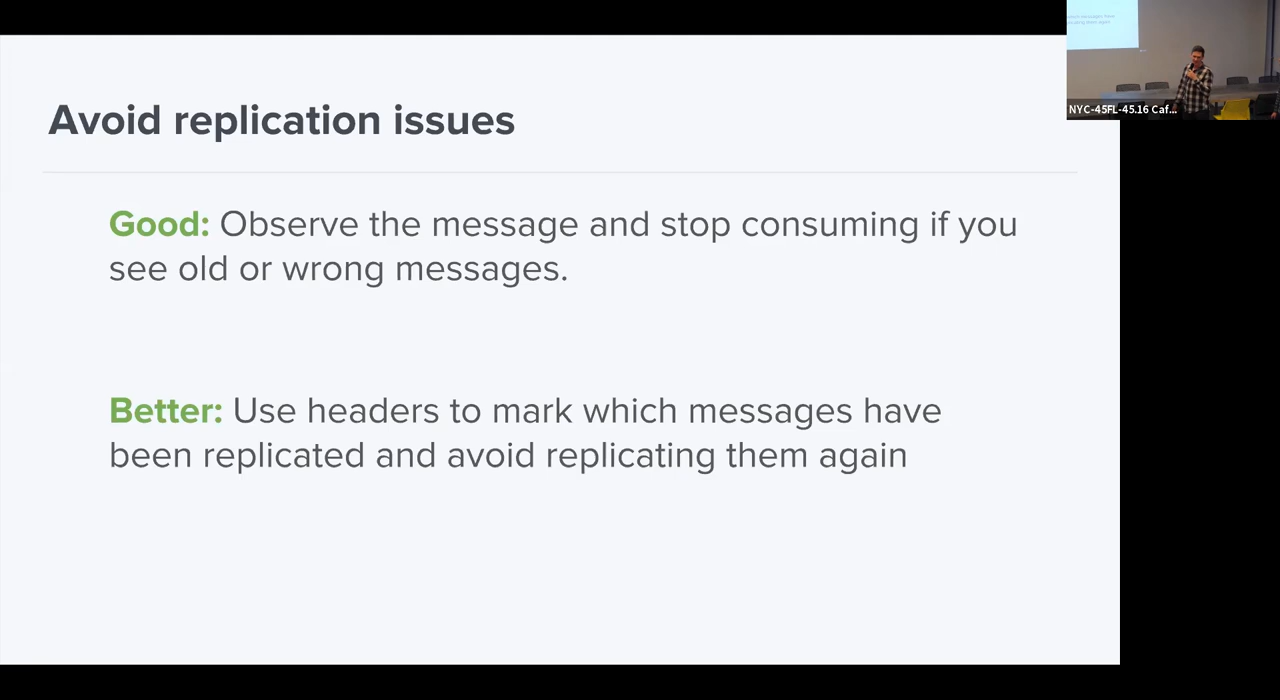 Avoid replication issues
Good: Observe the message and stop consuming if you
see old or wrong messages.
Better: Use headers to mark which messages have
been replicated and avoid replicating them again
NYC-45FL-45.16 Caf...